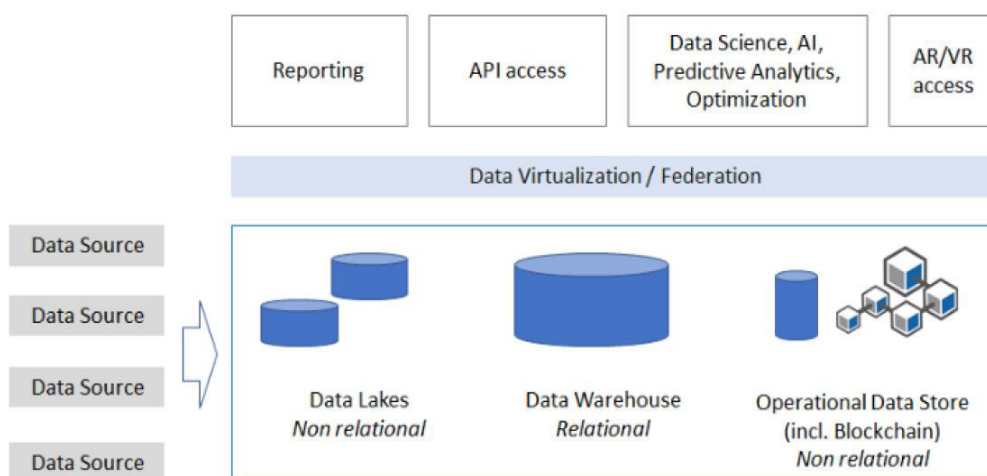 Reporting
API access
Data Science, AI,
Predictive Analytics,
Optimization
AR/VR
access
Data Virtualization / Federation
Data Source
Data Source
Data Source
Data Source
Data Lakes
Non relational
Data Warehouse
Relational
Operational Data Store
(incl. Blockchain)
Non relational